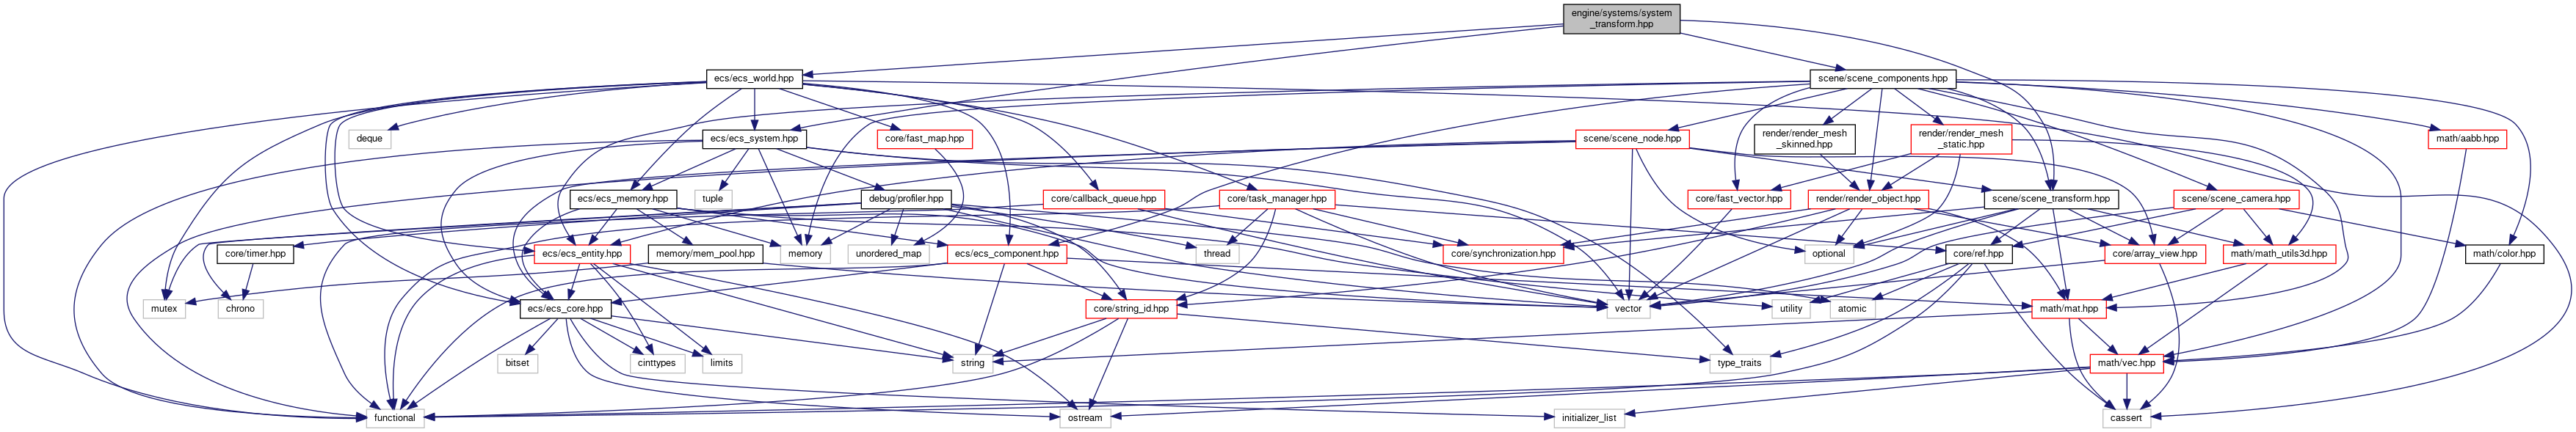 engine/systems/system
_transform.hpp
ecs/ecs_world.hpp
scene/scene_components.hpp
deque
ecs/ecs_system.hpp
core/fast_map.hpp
scene/scene_node.hpp
render/render_mesh
_skinned.hpp
render/render_mesh
_static.hpp
math/aabb.hpp
ecs/ecs_memory.hpp
tuple
debug/profiler.hpp
core/callback_queue.hpp
core/task_manager.hpp
core/fast_vector.hpp
render/render_object.hpp
scene/scene_transform.hpp
scene/scene_camera.hpp
core/timer.hpp
ecs/ecs_entity.hpp
memory/mem_pool.hpp
memory
unordered_map
ecs/ecs_component.hpp
thread
core/synchronization.hpp
optional
core/ref.hpp
core/array_view.hpp
math/math_utils3d.hpp
math/color.hpp
mutex
chrono
ecs/ecs_core.hpp
core/string_id.hpp
vector
utility
atomic
math/mat.hpp
bitset
cinttypes
limits
string
type_traits
math/vec.hpp
functional
ostream
initializer_list
cassert